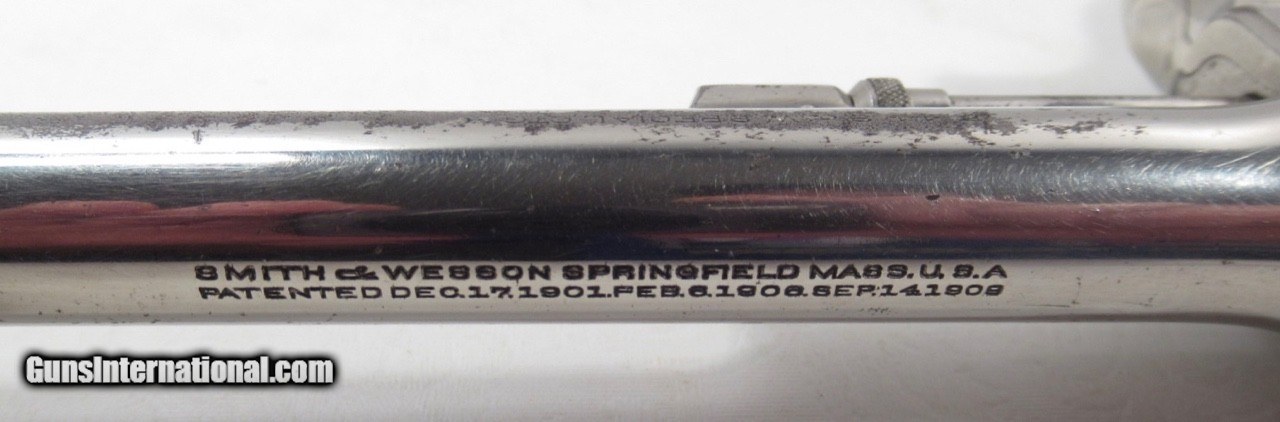 SMITH & WESSON SPRINGFIELD MASS. U.S.A
PATENTED DEC.17.1901.FEB.6.1906.SEP.14.1909
GunsInternational.com